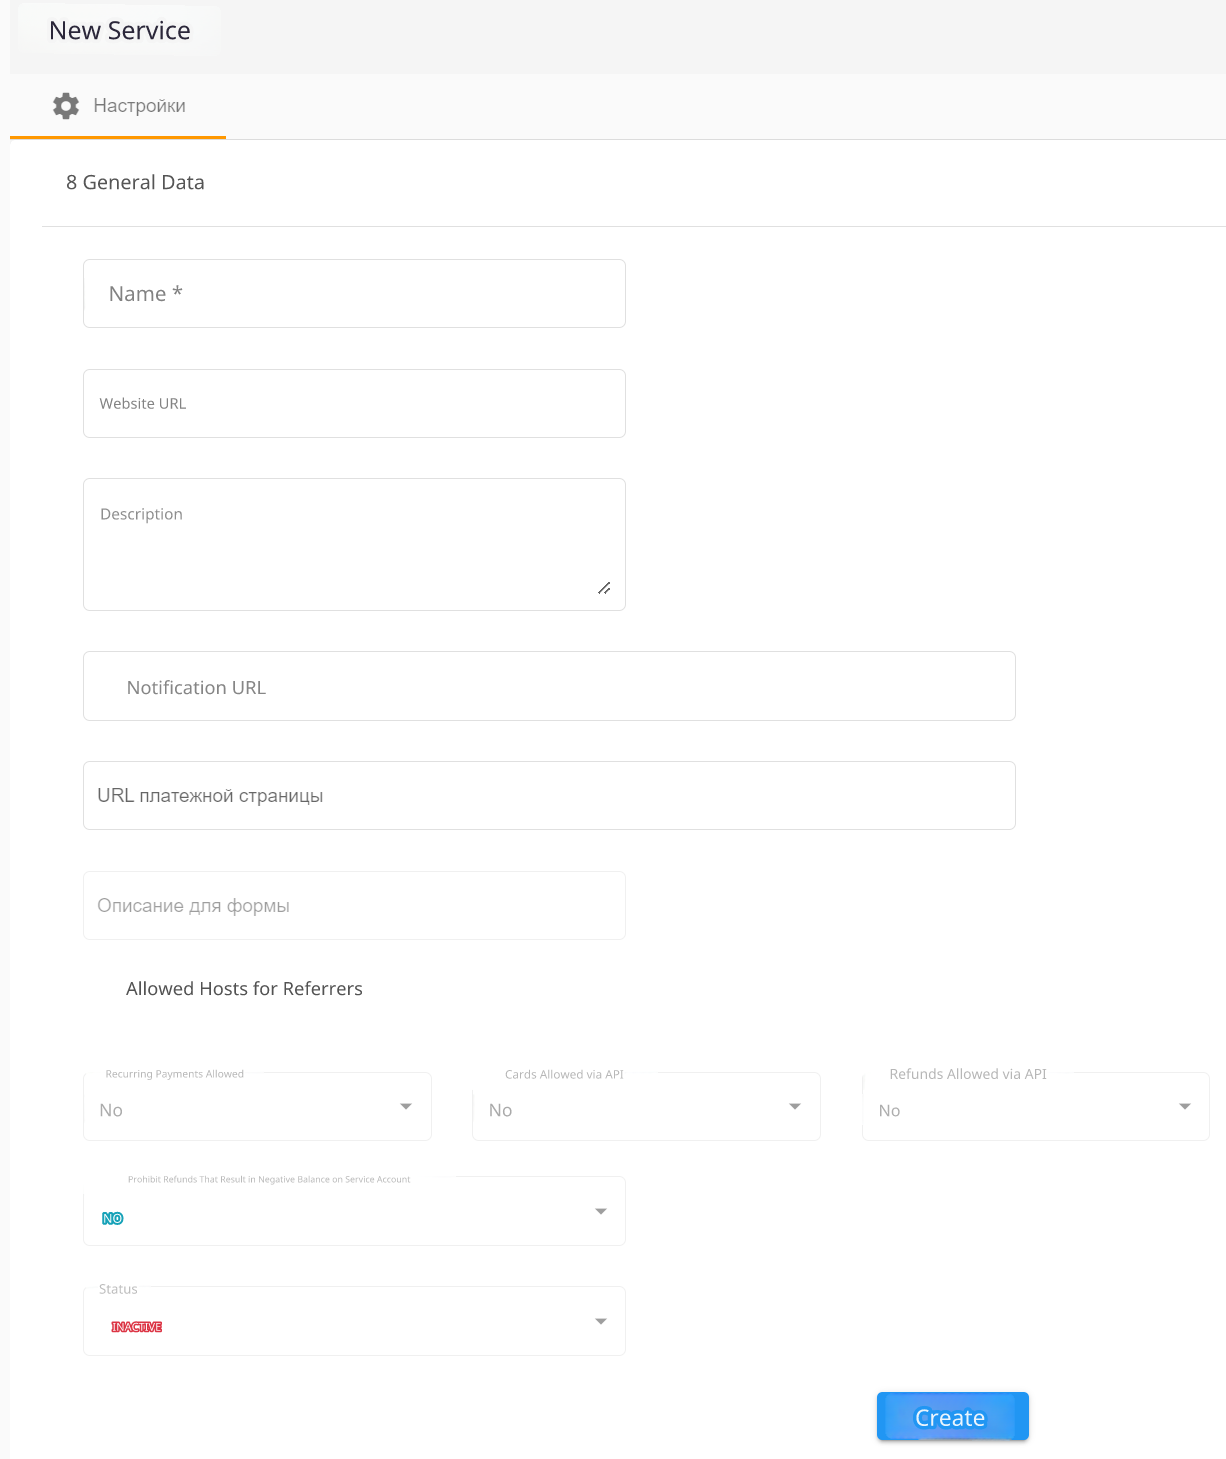 New Service
Настройки
8 General Data
Name *
Website URL
Description
Notification URL
URL платежной страницы
Описание для формы
Allowed Hosts for Referrers
Recurring Payments Allowed
Cards Allowed via API
Refunds Allowed via API
No
No
No
Prohibit Refunds That Result in Negative Balance on Service Account
NO
Status
INACTIVE
Create